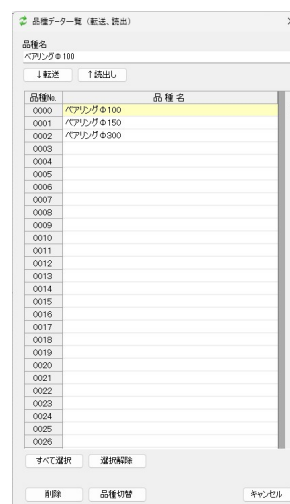 品種データ一覧（転送、読出）
品種名
ベアリングΦ100
↓転送 ↑読出し
品種No. 品種名
0000 ベアリングΦ100
0001 ベアリングΦ150
0002 ベアリングΦ300
0003
0004
0005
0006
0007
0008
0009
0010
0011
0012
0013
0014
0015
0016
0017
0018
0019
0020
0021
0022
0023
0024
0025
0026
すべて選択 選択解除
削除 品種切替 キャンセル